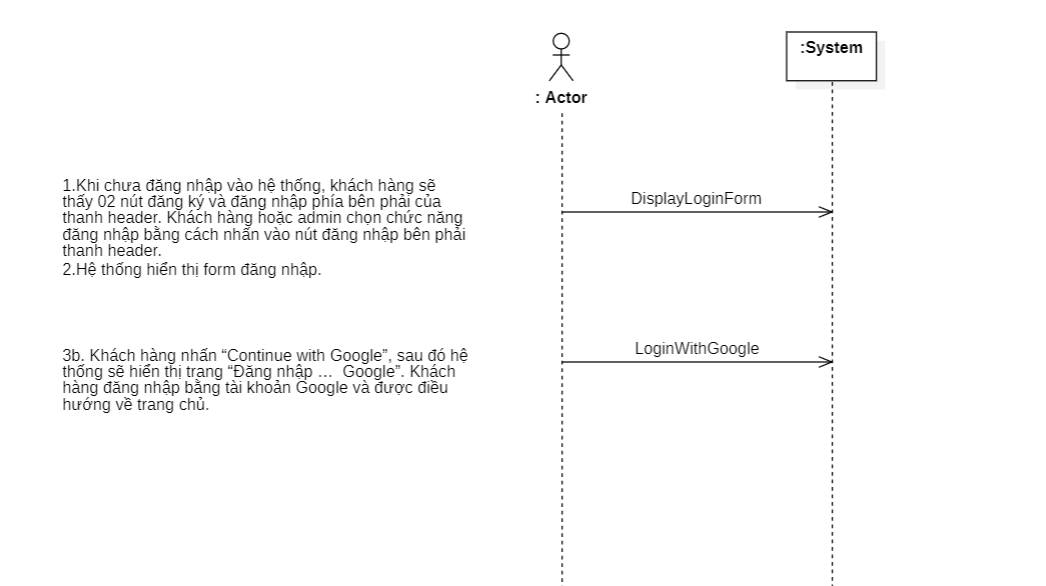 :System
: Actor
1.Khi chưa đăng nhập vào hệ thống, khách hàng sẽ
thấy 02 nút đăng ký và đăng nhập phía bên phải của
thanh header. Khách hàng hoặc admin chọn chức năng
đăng nhập bằng cách nhấn vào nút đăng nhập bên phải
thanh header.
2.Hệ thống hiển thị form đăng nhập.
DisplayLoginForm
3b. Khách hàng nhấn “Continue with Google”, sau đó hệ
thống sẽ hiển thị trang “Đăng nhập ...  Google”. Khách
hàng đăng nhập bằng tài khoản Google và được điều
hướng về trang chủ.
LoginWithGoogle